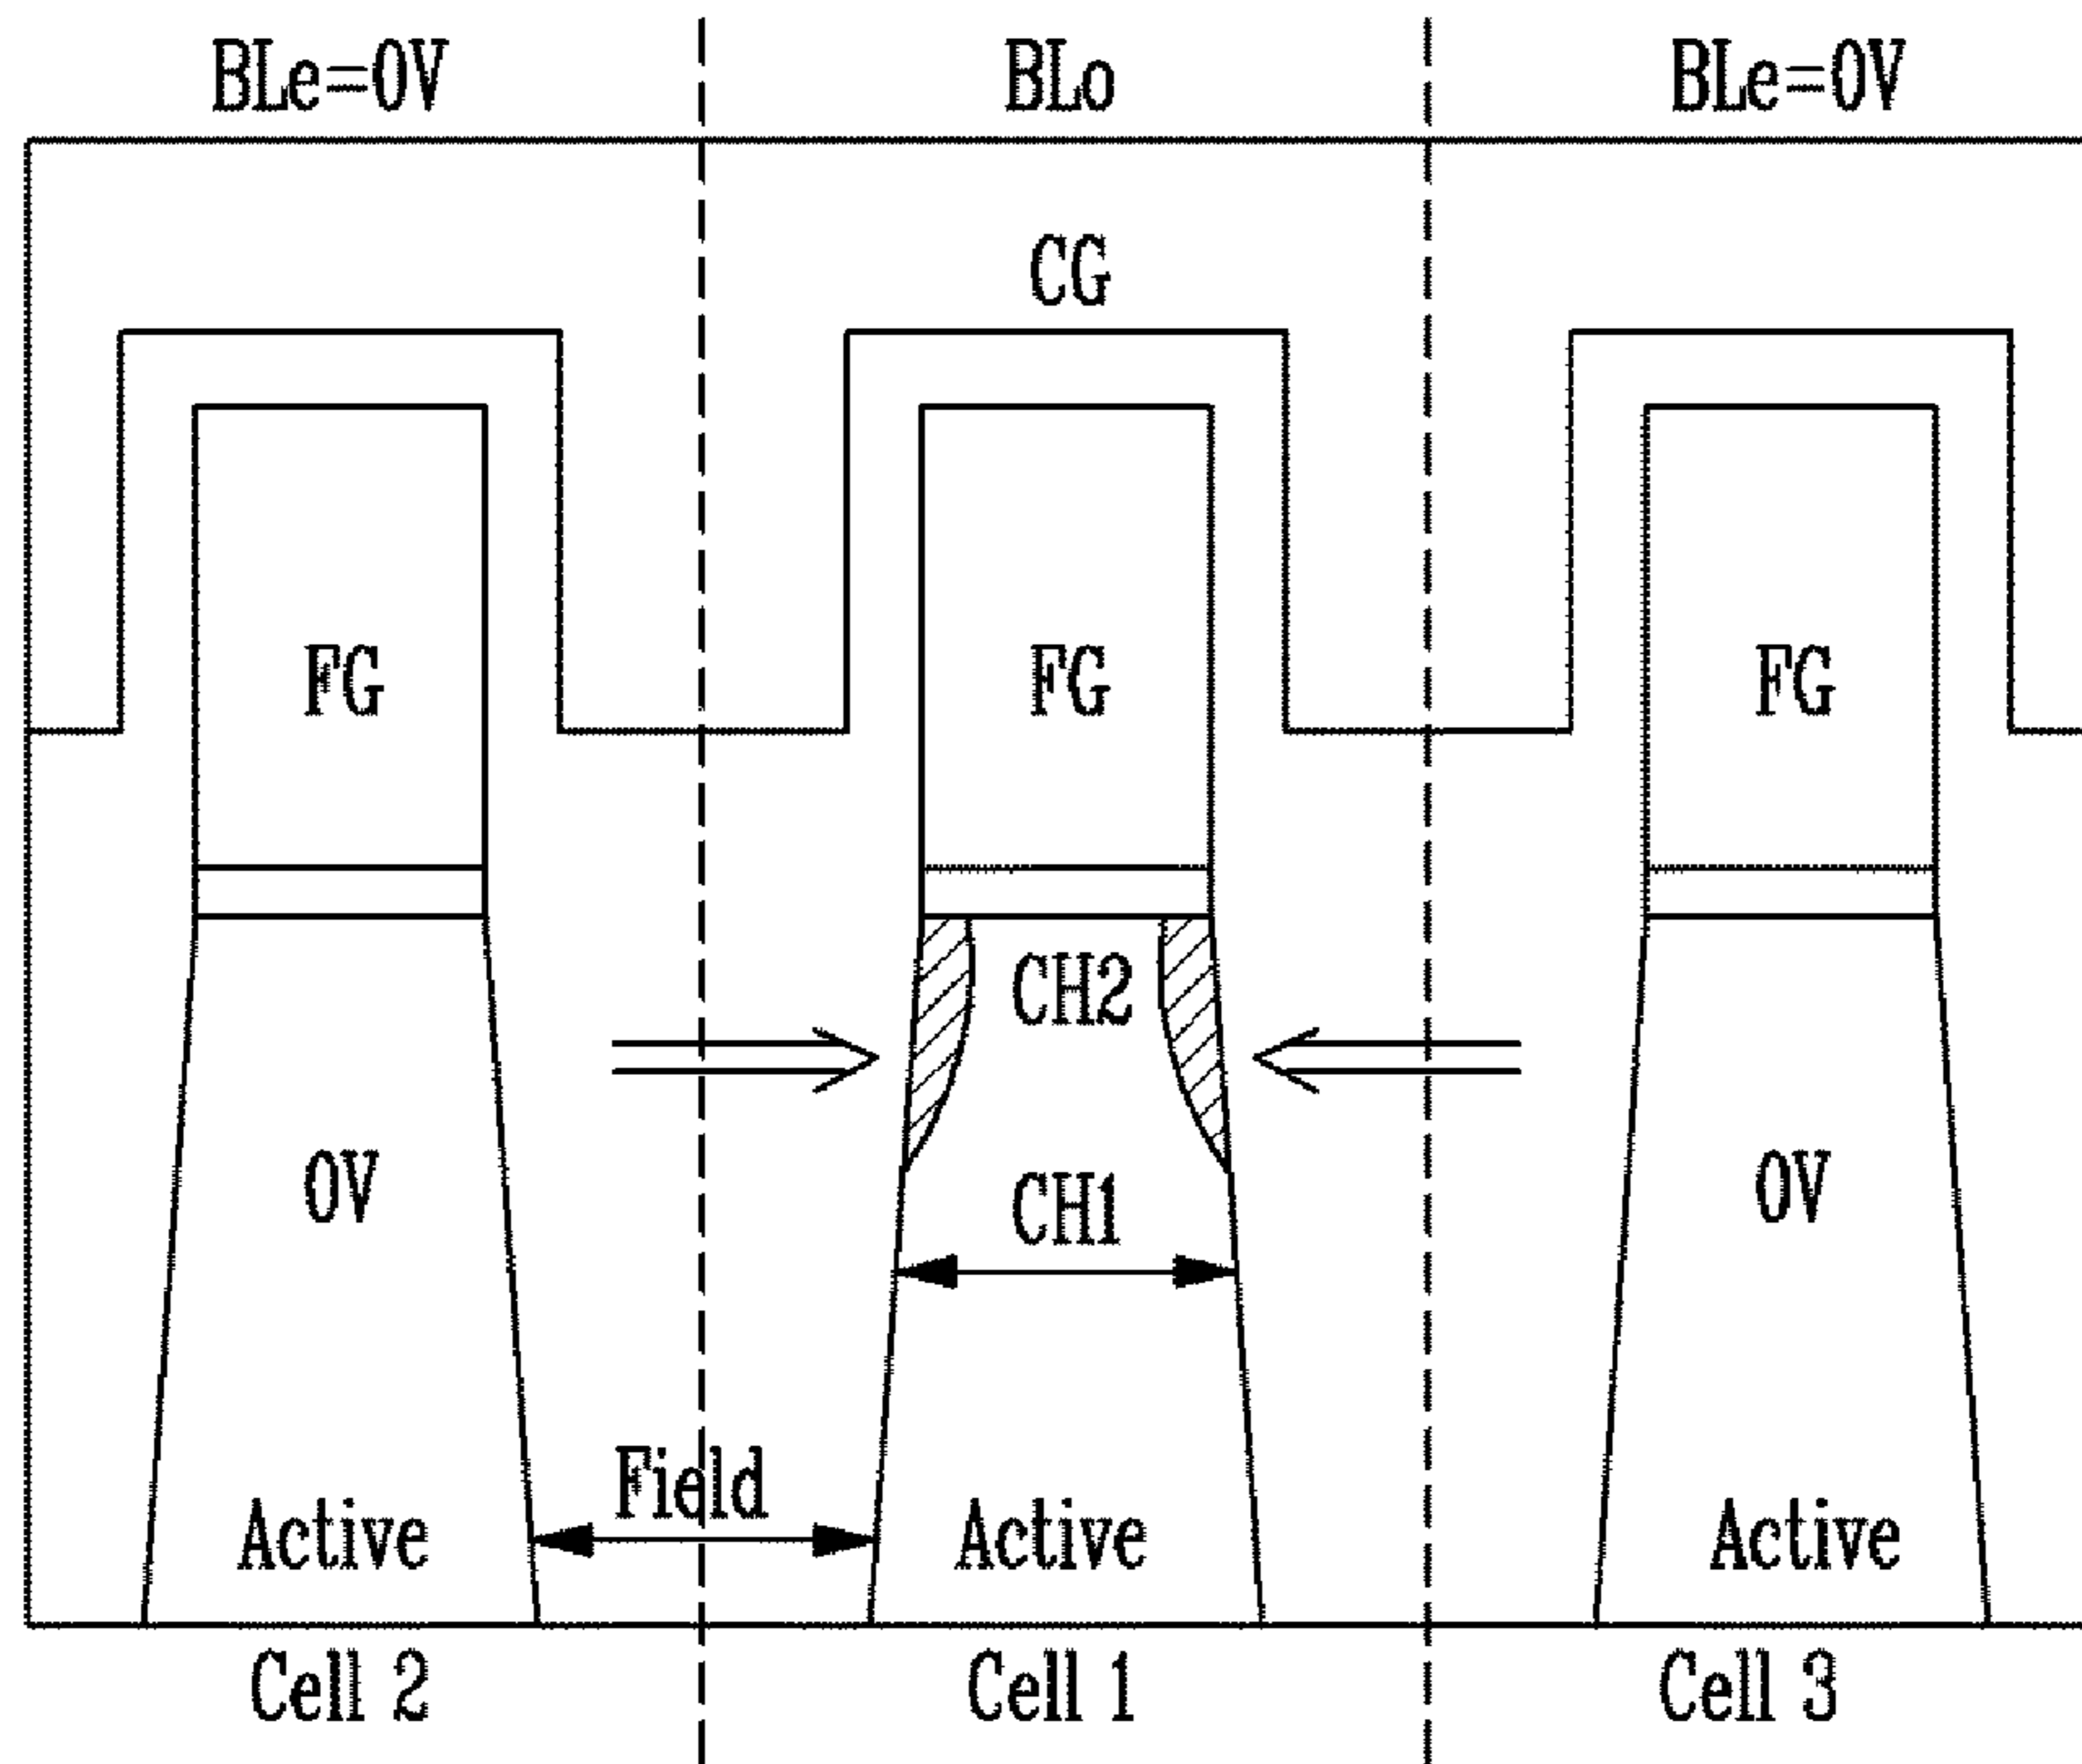 BLe=0V BLo BLe=0V
CG
FG FG FG
CH2
0V CH1 0V
Field
Active Active Active
Cell 2 Cell 1 Cell 3